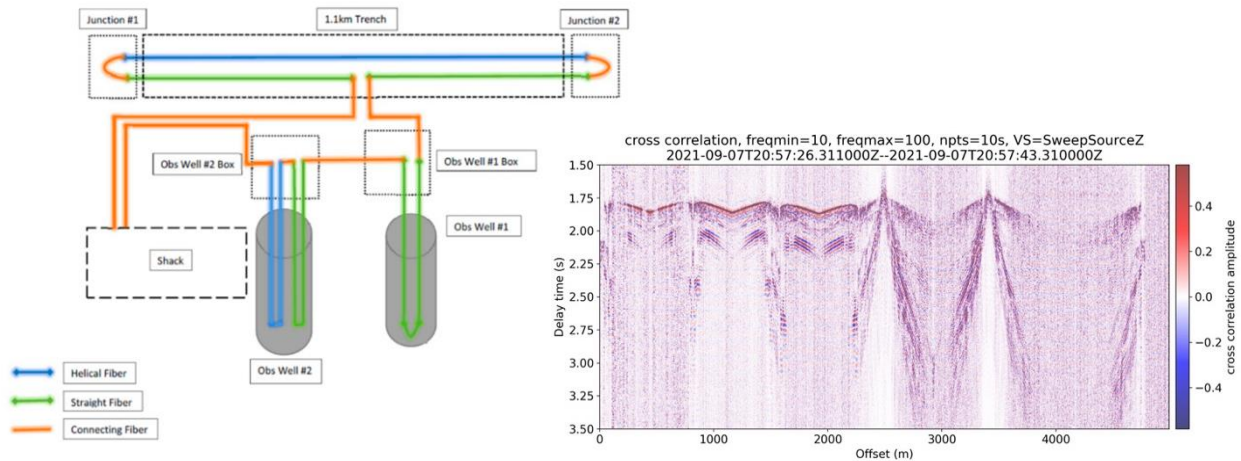 Junction #1
1.1km Trench
Junction #2
Obs Well #2 Box
Obs Well #1 Box
Obs Well #1
Shack
Obs Well #2
Helical Fiber
Straight Fiber
Connecting Fiber
cross correlation, freqmin=10, freqmax=100, npts=10s, VS=SweepSourceZ
2021-09-07T20:57:26.311000Z--2021-09-07T20:57:43.310000Z
1.50
1.75
2.00
2.25
2.50
2.75
3.00
3.25
3.50
Delay time (s)
0
1000
2000
3000
4000
Offset (m)
0.4
0.2
0.0
−0.2
−0.4
cross correlation amplitude